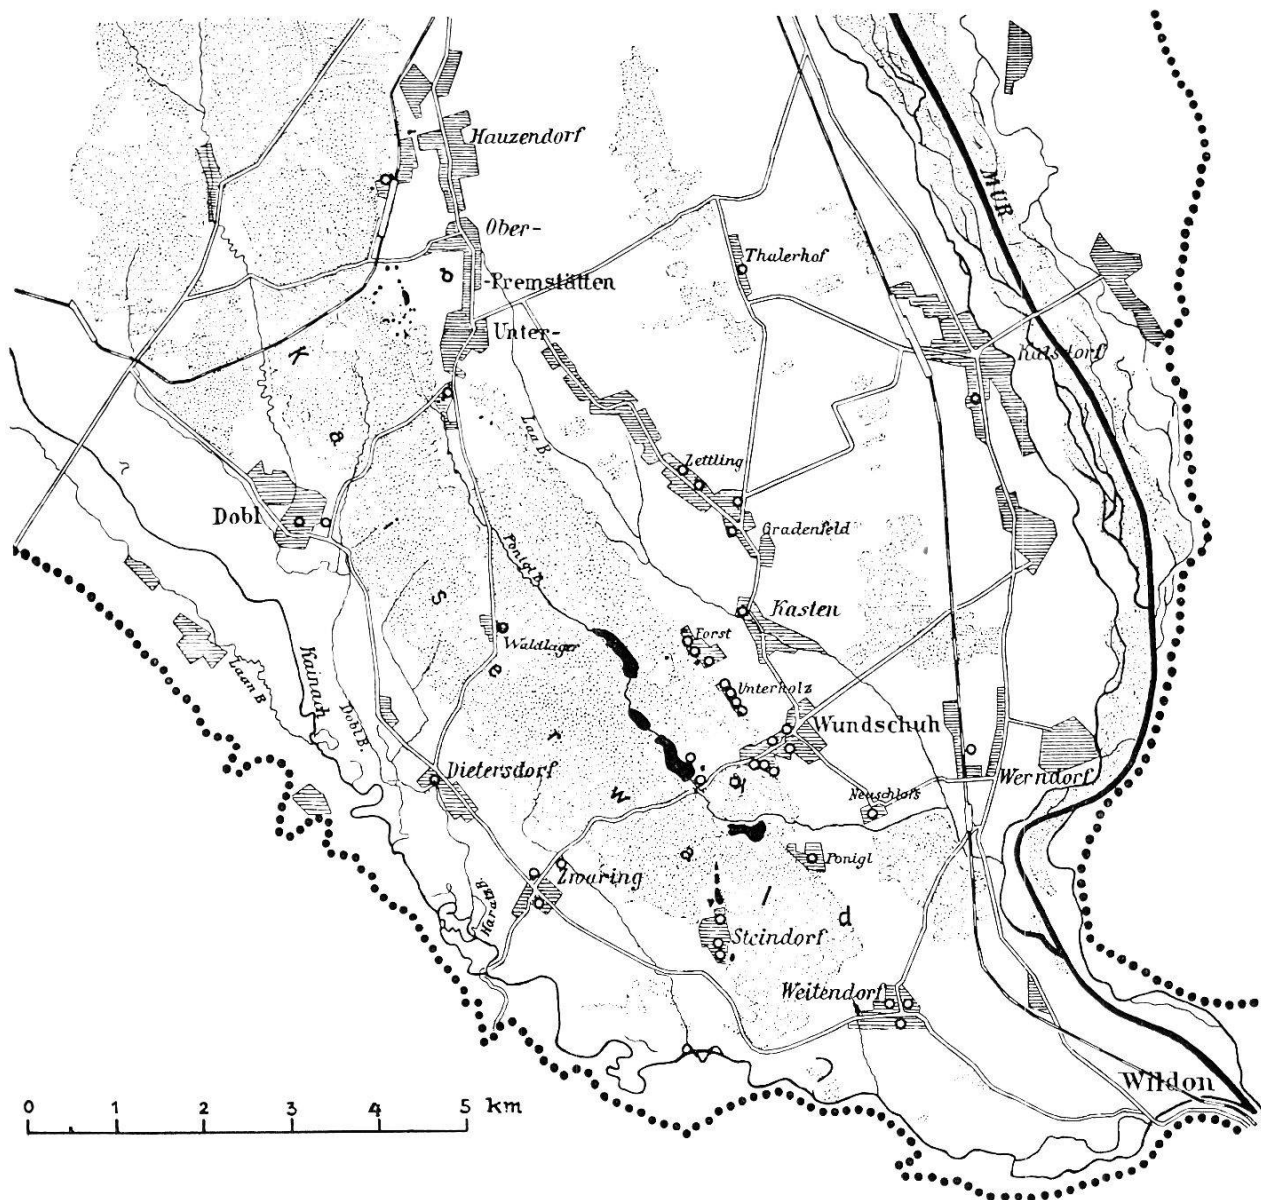 Hauzendorf
MUR
Ober-
Thalerhof
-Premstätten
Unter-
Kalsdorf
K
a
i
s
e
r
w
a
l
d
Laa B.
Zettling
Dobl
Gradenfeld
Ponigl B.
Kasten
Forst
Waldlager
Kainach
Laan B
Unterholz
Dobl B.
Wundschuh
Dietersdorf
Werndorf
Neuschloſs
Zwaring
Ponigl
Steindorf
Weitendorf
Wildon
0 1 2 3 4 5 km